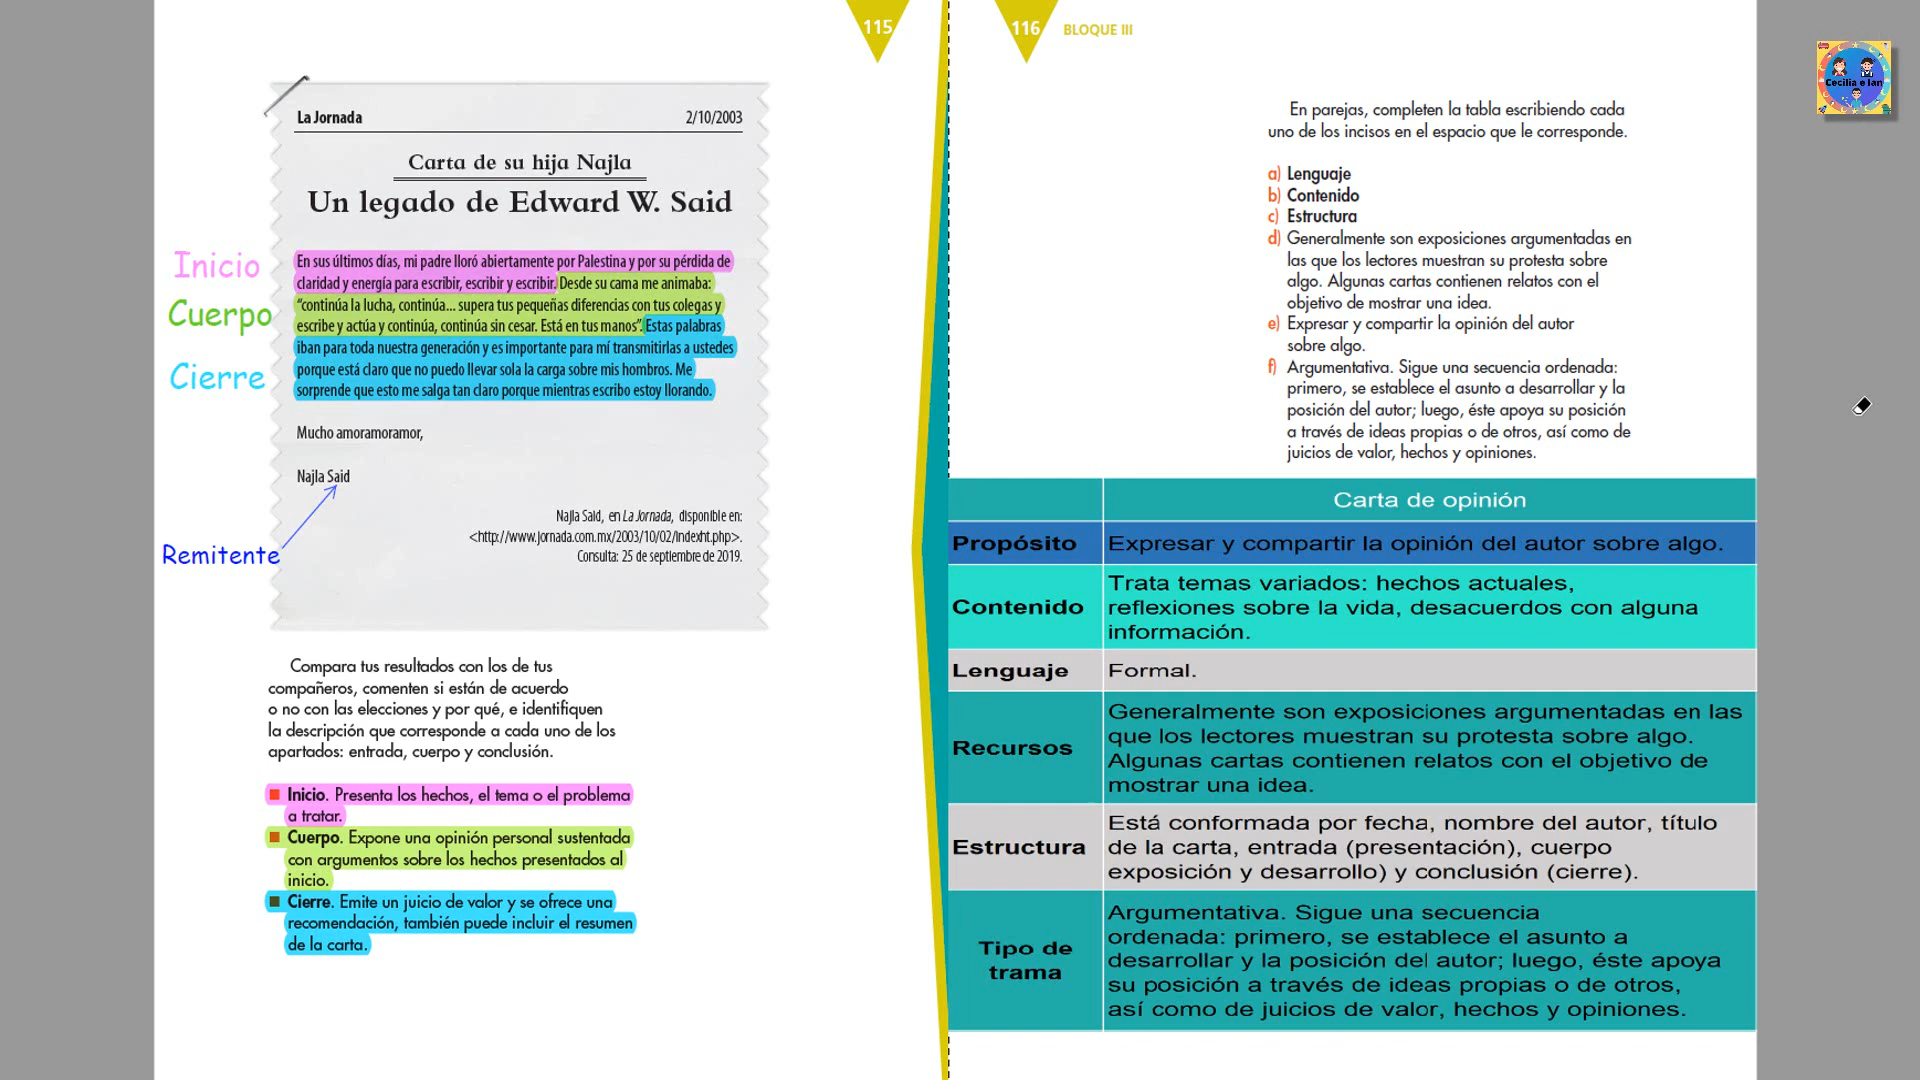 115
La Jornada 2/10/2003
Carta de su hija Najla
Un legado de Edward W. Said
Inicio
Cuerpo
Cierre
En sus últimos días, mi padre lloró abiertamente por Palestina y por su pérdida de
claridad y energía para escribir, escribir y escribir. Desde su cama me animaba:
“continúa la lucha, continúa... supera tus pequeñas diferencias con tus colegas y
escribe y actúa y continúa, continúa sin cesar. Está en tus manos”. Estas palabras
iban para toda nuestra generación y es importante para mí transmitirlas a ustedes
porque está claro que no puedo llevar sola la carga sobre mis hombros. Me
sorprende que esto me salga tan claro porque mientras escribo estoy llorando.
Mucho amoramoramor,
Najla Said
Remitente
Najla Said, en La Jornada, disponible en:
<http://www.jornada.com.mx/2003/10/02/indexht.php>.
Consulta: 25 de septiembre de 2019.
Compara tus resultados con los de tus
compañeros, comenten si están de acuerdo
o no con las elecciones y por qué, e identifiquen
la descripción que corresponde a cada uno de los
apartados: entrada, cuerpo y conclusión.
Inicio. Presenta los hechos, el tema o el problema
a tratar.
Cuerpo. Expone una opinión personal sustentada
con argumentos sobre los hechos presentados al
inicio.
Cierre. Emite un juicio de valor y se ofrece una
recomendación, también puede incluir el resumen
de la carta.
116 BLOQUE III
En parejas, completen la tabla escribiendo cada
uno de los incisos en el espacio que le corresponde.
a) Lenguaje
b) Contenido
c) Estructura
d) Generalmente son exposiciones argumentadas en
las que los lectores muestran su protesta sobre
algo. Algunas cartas contienen relatos con el
objetivo de mostrar una idea.
e) Expresar y compartir la opinión del autor
sobre algo.
f) Argumentativa. Sigue una secuencia ordenada:
primero, se establece el asunto a desarrollar y la
posición del autor; luego, éste apoya su posición
a través de ideas propias o de otros, así como de
juicios de valor, hechos y opiniones.
Carta de opinión
Propósito Expresar y compartir la opinión del autor sobre algo.
Contenido
Trata temas variados: hechos actuales,
reflexiones sobre la vida, desacuerdos con alguna
información.
Lenguaje Formal.
Recursos
Generalmente son exposiciones argumentadas en las
que los lectores muestran su protesta sobre algo.
Algunas cartas contienen relatos con el objetivo de
mostrar una idea.
Estructura
Está conformada por fecha, nombre del autor, título
de la carta, entrada (presentación), cuerpo
exposición y desarrollo) y conclusión (cierre).
Tipo de
trama
Argumentativa. Sigue una secuencia
ordenada: primero, se establece el asunto a
desarrollar y la posición del autor; luego, éste apoya
su posición a través de ideas propias o de otros,
así como de juicios de valor, hechos y opiniones.
Cecilia e Ian